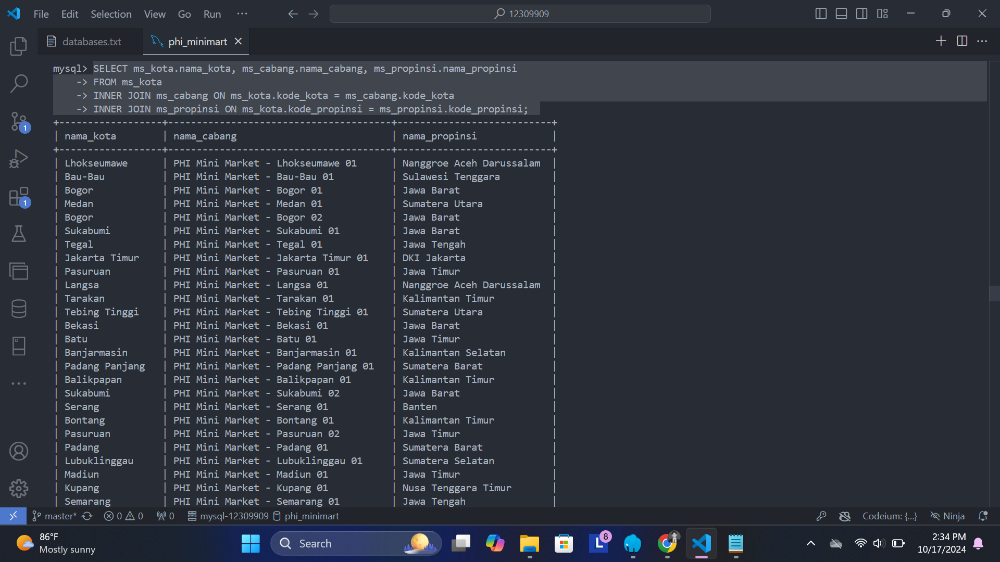 File Edit Selection View Go Run ··· 12309909
databases.txt phi_minimart
mysql> SELECT ms_kota.nama_kota, ms_cabang.nama_cabang, ms_propinsi.nama_propinsi
-> FROM ms_kota
-> INNER JOIN ms_cabang ON ms_kota.kode_kota = ms_cabang.kode_kota
-> INNER JOIN ms_propinsi ON ms_kota.kode_propinsi = ms_propinsi.kode_propinsi;
+------------------+---------------------------------------+---------------------------+
| nama_kota | nama_cabang | nama_propinsi |
+------------------+---------------------------------------+---------------------------+
| Lhokseumawe | PHI Mini Market - Lhokseumawe 01 | Nanggroe Aceh Darussalam |
| Bau-Bau | PHI Mini Market - Bau-Bau 01 | Sulawesi Tenggara |
| Bogor | PHI Mini Market - Bogor 01 | Jawa Barat |
| Medan | PHI Mini Market - Medan 01 | Sumatera Utara |
| Bogor | PHI Mini Market - Bogor 02 | Jawa Barat |
| Sukabumi | PHI Mini Market - Sukabumi 01 | Jawa Barat |
| Tegal | PHI Mini Market - Tegal 01 | Jawa Tengah |
| Jakarta Timur | PHI Mini Market - Jakarta Timur 01 | DKI Jakarta |
| Pasuruan | PHI Mini Market - Pasuruan 01 | Jawa Timur |
| Langsa | PHI Mini Market - Langsa 01 | Nanggroe Aceh Darussalam |
| Tarakan | PHI Mini Market - Tarakan 01 | Kalimantan Timur |
| Tebing Tinggi | PHI Mini Market - Tebing Tinggi 01 | Sumatera Utara |
| Bekasi | PHI Mini Market - Bekasi 01 | Jawa Barat |
| Batu | PHI Mini Market - Batu 01 | Jawa Timur |
| Banjarmasin | PHI Mini Market - Banjarmasin 01 | Kalimantan Selatan |
| Padang Panjang | PHI Mini Market - Padang Panjang 01 | Sumatera Barat |
| Balikpapan | PHI Mini Market - Balikpapan 01 | Kalimantan Timur |
| Sukabumi | PHI Mini Market - Sukabumi 02 | Jawa Barat |
| Serang | PHI Mini Market - Serang 01 | Banten |
| Bontang | PHI Mini Market - Bontang 01 | Kalimantan Timur |
| Pasuruan | PHI Mini Market - Pasuruan 02 | Jawa Timur |
| Padang | PHI Mini Market - Padang 01 | Sumatera Barat |
| Lubuklinggau | PHI Mini Market - Lubuklinggau 01 | Sumatera Selatan |
| Madiun | PHI Mini Market - Madiun 01 | Jawa Timur |
| Kupang | PHI Mini Market - Kupang 01 | Nusa Tenggara Timur |
| Semarang | PHI Mini Market - Semarang 01 | Jawa Tengah |
1
1
master* 0 0 0 mysql-12309909 phi_minimart Codeium: {...} Ninja
86°F
Mostly sunny
Search
L 8
2:34 PM
10/17/2024